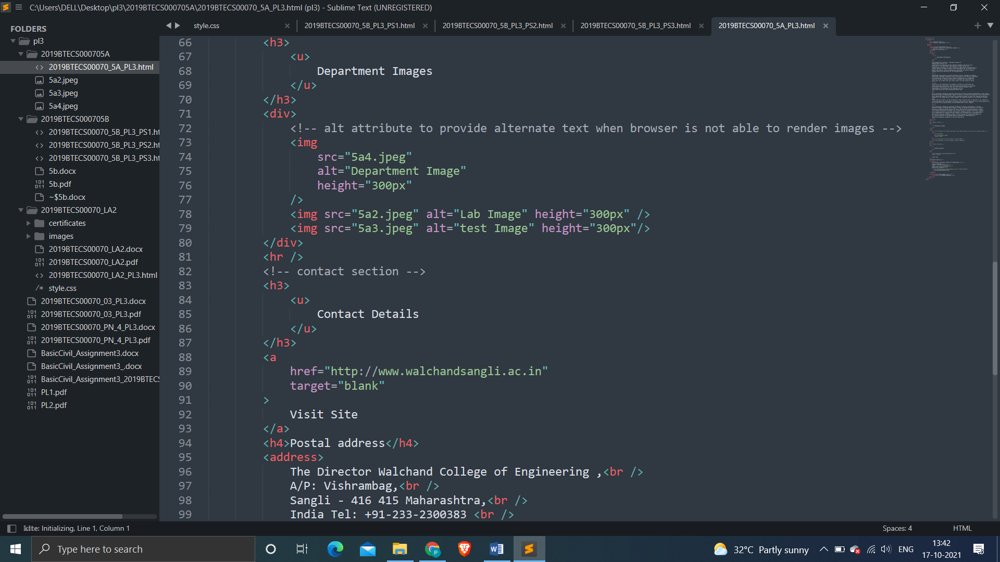 C:\Users\DELL\Desktop\pl3\2019BTECS000705A\2019BTECS00070_5A_PL3.html (pl3) - Sublime Text (UNREGISTERED)
FOLDERS
pl3
2019BTECS000705A
2019BTECS00070_5A_PL3.html
5a2.jpeg
5a3.jpeg
5a4.jpeg
2019BTECS000705B
2019BTECS00070_5B_PL3_PS1.ht
2019BTECS00070_5B_PL3_PS2.ht
2019BTECS00070_5B_PL3_PS3.ht
5b.docx
5b.pdf
~$5b.docx
2019BTECS00070_LA2
certificates
images
2019BTECS00070_LA2.docx
2019BTECS00070_LA2.pdf
2019BTECS00070_LA2_PL3.html
style.css
2019BTECS00070_03_PL3.docx
2019BTECS00070_03_PL3.pdf
2019BTECS00070_PN_4_PL3.docx
2019BTECS00070_PN_4_PL3.pdf
BasicCivil_Assignment3.docx
BasicCivil_Assignment3_.docx
BasicCivil_Assignment3_2019BTECS
PL1.pdf
PL2.pdf
style.css 2019BTECS00070_5B_PL3_PS1.html 2019BTECS00070_5B_PL3_PS2.html 2019BTECS00070_5B_PL3_PS3.html 2019BTECS00070_5A_PL3.html
66 <h3>
67 <u>
68 Department Images
69 </u>
70 </h3>
71 <div>
72 <!-- alt attribute to provide alternate text when browser is not able to render images -->
73 <img
74 src="5a4.jpeg"
75 alt="Department Image"
76 height="300px"
77 />
78 <img src="5a2.jpeg" alt="Lab Image" height="300px" />
79 <img src="5a3.jpeg" alt="test Image" height="300px"/>
80 </div>
81 <hr />
82 <!-- contact section -->
83 <h3>
84 <u>
85 Contact Details
86 </u>
87 </h3>
88 <a
89 href="http://www.walchandsangli.ac.in"
90 target="blank"
91 >
92 Visit Site
93 </a>
94 <h4>Postal address</h4>
95 <address>
96 The Director Walchand College of Engineering ,<br />
97 A/P: Vishrambag,<br />
98 Sangli - 416 415 Maharashtra,<br />
99 India Tel: +91-233-2300383 <br />
kite: Initializing, Line 1, Column 1
Spaces: 4
HTML
Type here to search
32°C Partly sunny
ENG
13:42
17-10-2021